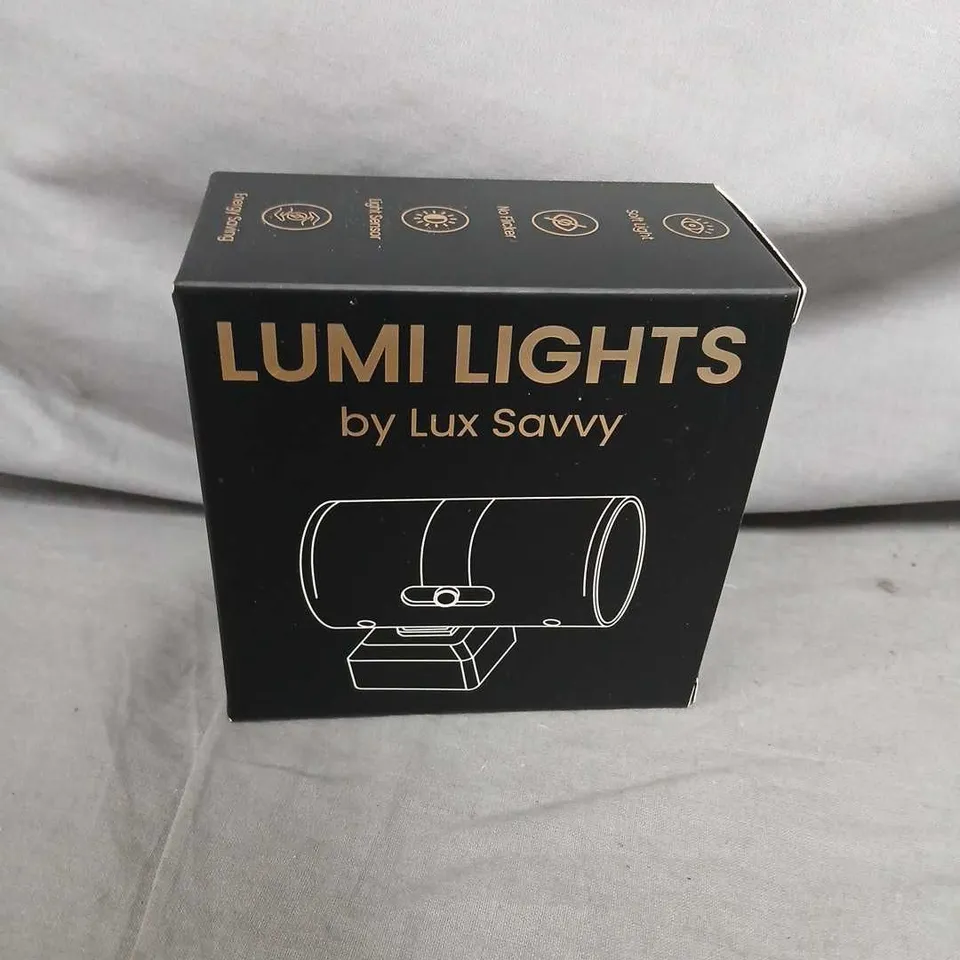 Energy Saving
Light Sensor
No Flicker
Soft Light
LUMI LIGHTS
by Lux Savvy